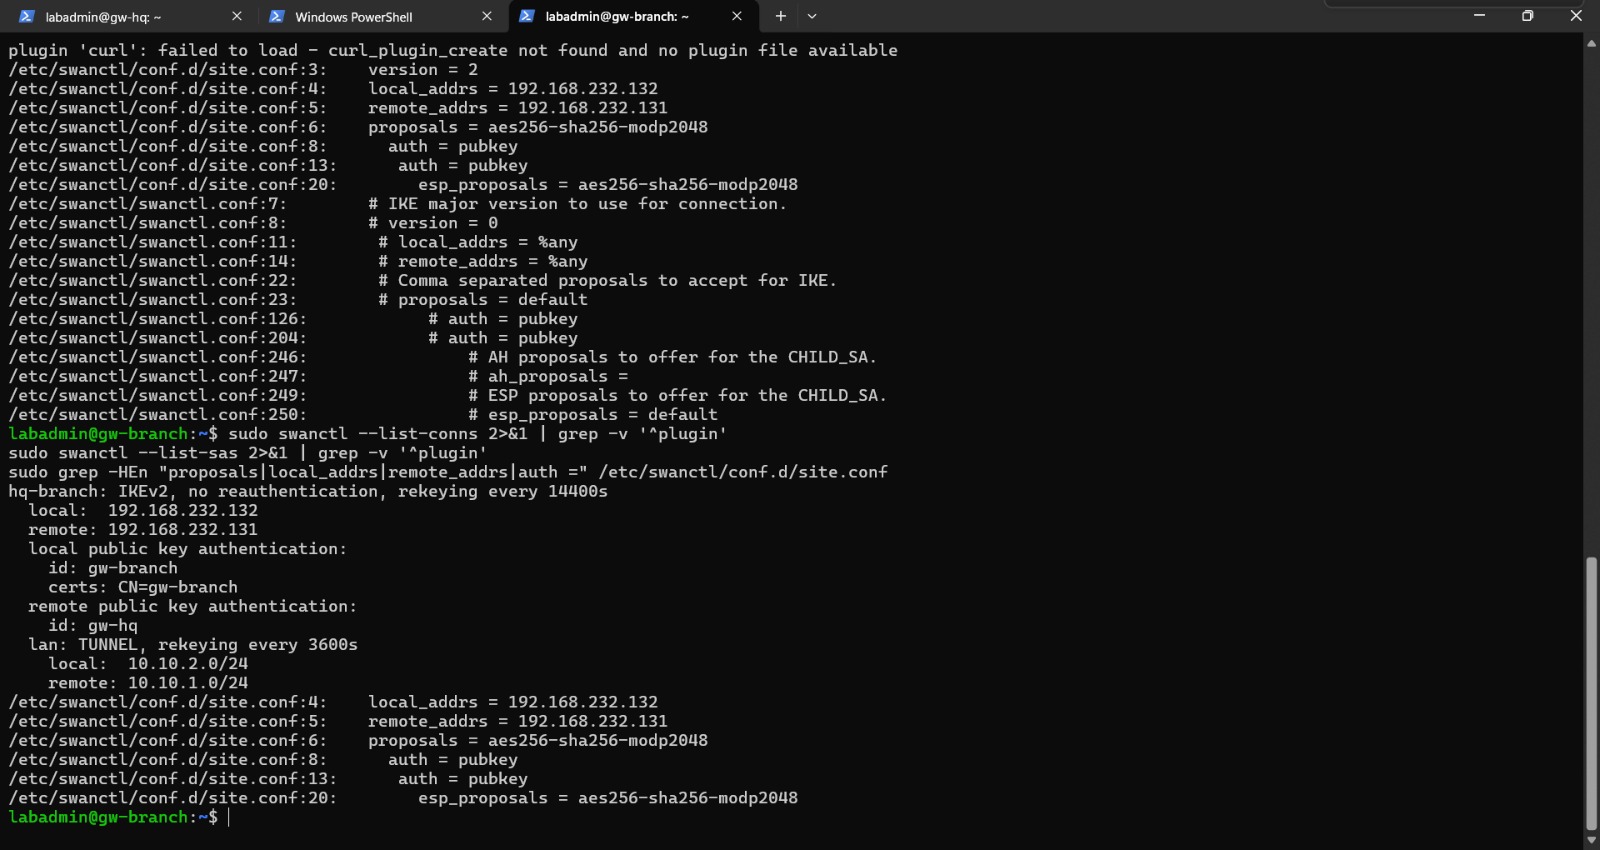 labadmin@gw-hq: ~
Windows PowerShell
labadmin@gw-branch: ~
plugin 'curl': failed to load - curl_plugin_create not found and no plugin file available
/etc/swanctl/conf.d/site.conf:3:    version = 2
/etc/swanctl/conf.d/site.conf:4:    local_addrs = 192.168.232.132
/etc/swanctl/conf.d/site.conf:5:    remote_addrs = 192.168.232.131
/etc/swanctl/conf.d/site.conf:6:    proposals = aes256-sha256-modp2048
/etc/swanctl/conf.d/site.conf:8:      auth = pubkey
/etc/swanctl/conf.d/site.conf:13:      auth = pubkey
/etc/swanctl/conf.d/site.conf:20:        esp_proposals = aes256-sha256-modp2048
/etc/swanctl/swanctl.conf:7:        # IKE major version to use for connection.
/etc/swanctl/swanctl.conf:8:        # version = 0
/etc/swanctl/swanctl.conf:11:        # local_addrs = %any
/etc/swanctl/swanctl.conf:14:        # remote_addrs = %any
/etc/swanctl/swanctl.conf:22:        # Comma separated proposals to accept for IKE.
/etc/swanctl/swanctl.conf:23:        # proposals = default
/etc/swanctl/swanctl.conf:126:            # auth = pubkey
/etc/swanctl/swanctl.conf:204:            # auth = pubkey
/etc/swanctl/swanctl.conf:246:                # AH proposals to offer for the CHILD_SA.
/etc/swanctl/swanctl.conf:247:                # ah_proposals =
/etc/swanctl/swanctl.conf:249:                # ESP proposals to offer for the CHILD_SA.
/etc/swanctl/swanctl.conf:250:                # esp_proposals = default
labadmin@gw-branch:~$ sudo swanctl --list-conns 2>&1 | grep -v '^plugin'
sudo swanctl --list-sas 2>&1 | grep -v '^plugin'
sudo grep -HEn "proposals|local_addrs|remote_addrs|auth =" /etc/swanctl/conf.d/site.conf
hq-branch: IKEv2, no reauthentication, rekeying every 14400s
  local:  192.168.232.132
  remote: 192.168.232.131
  local public key authentication:
    id: gw-branch
    certs: CN=gw-branch
  remote public key authentication:
    id: gw-hq
  lan: TUNNEL, rekeying every 3600s
    local:  10.10.2.0/24
    remote: 10.10.1.0/24
/etc/swanctl/conf.d/site.conf:4:    local_addrs = 192.168.232.132
/etc/swanctl/conf.d/site.conf:5:    remote_addrs = 192.168.232.131
/etc/swanctl/conf.d/site.conf:6:    proposals = aes256-sha256-modp2048
/etc/swanctl/conf.d/site.conf:8:      auth = pubkey
/etc/swanctl/conf.d/site.conf:13:      auth = pubkey
/etc/swanctl/conf.d/site.conf:20:        esp_proposals = aes256-sha256-modp2048
labadmin@gw-branch:~$